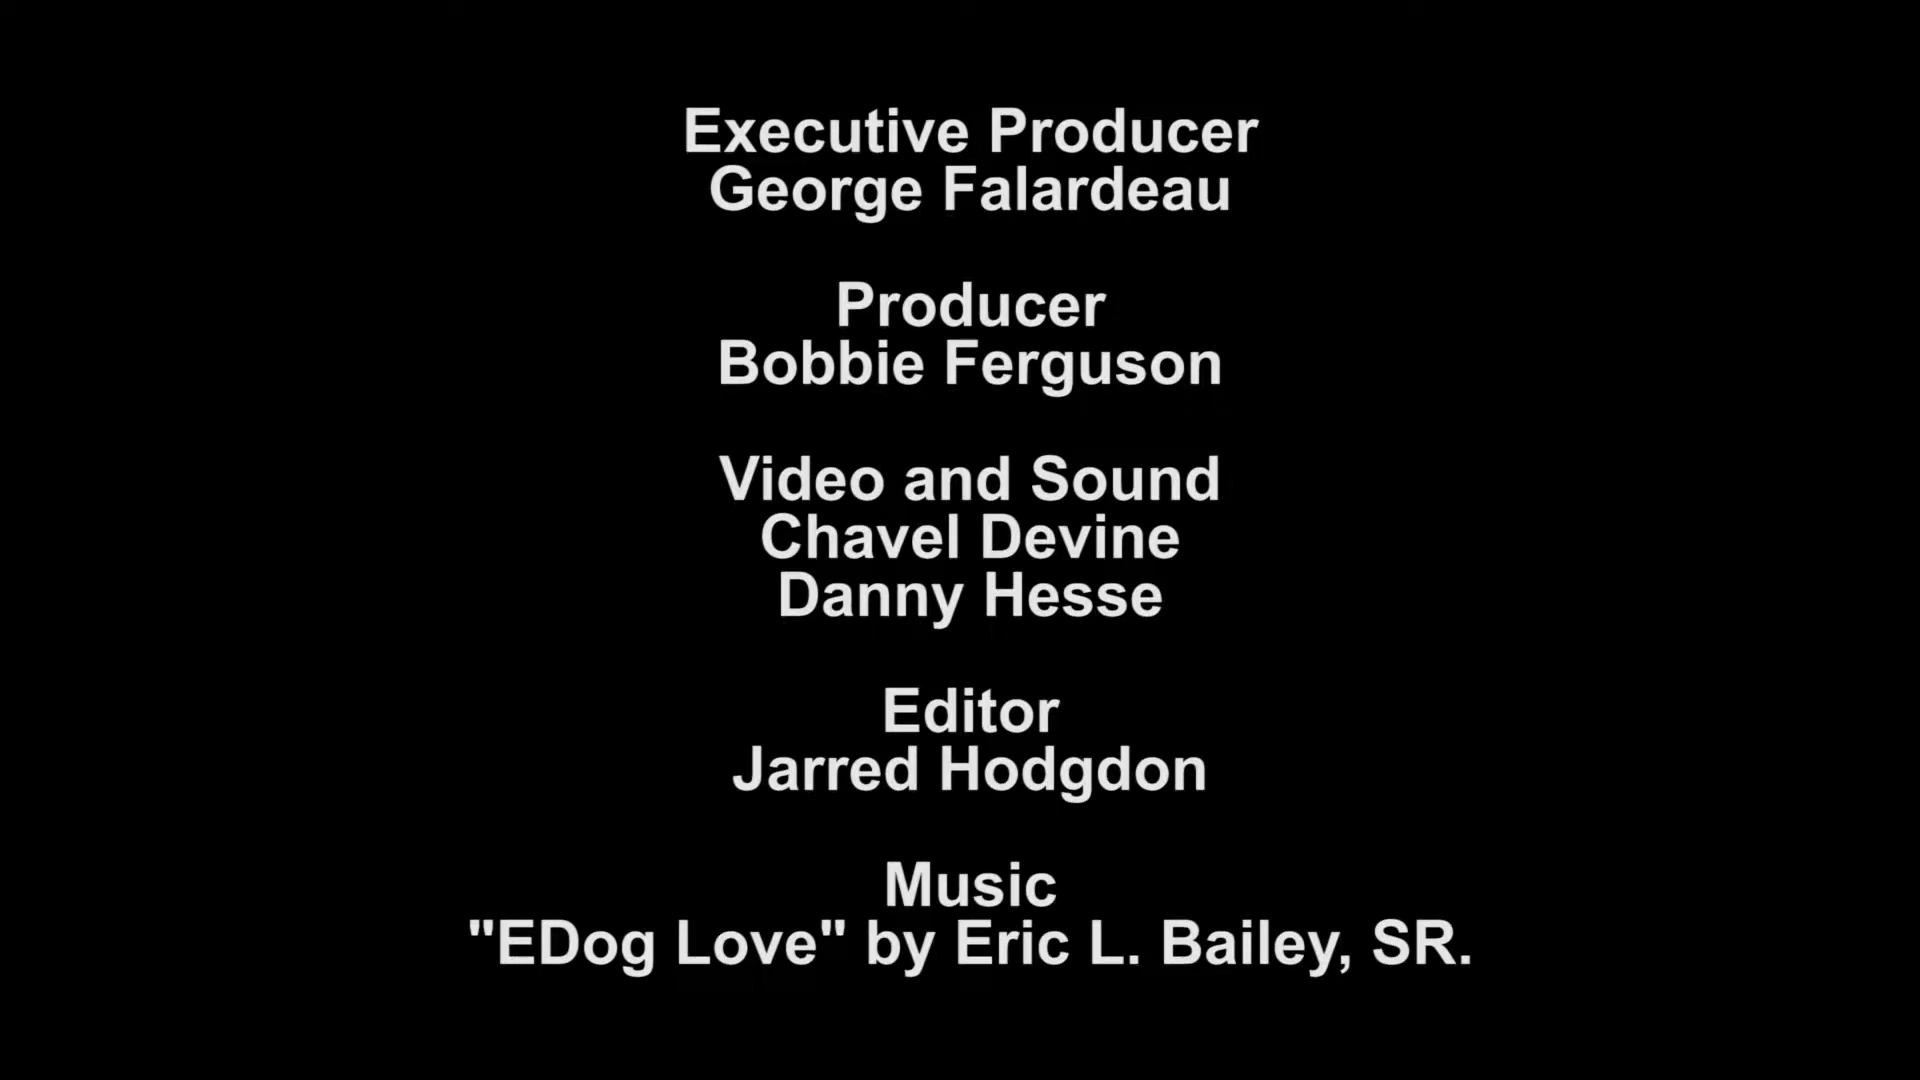 Executive Producer
George Falardeau
Producer
Bobbie Ferguson
Video and Sound
Chavel Devine
Danny Hesse
Editor
Jarred Hodgdon
Music
"EDog Love" by Eric L. Bailey, SR.